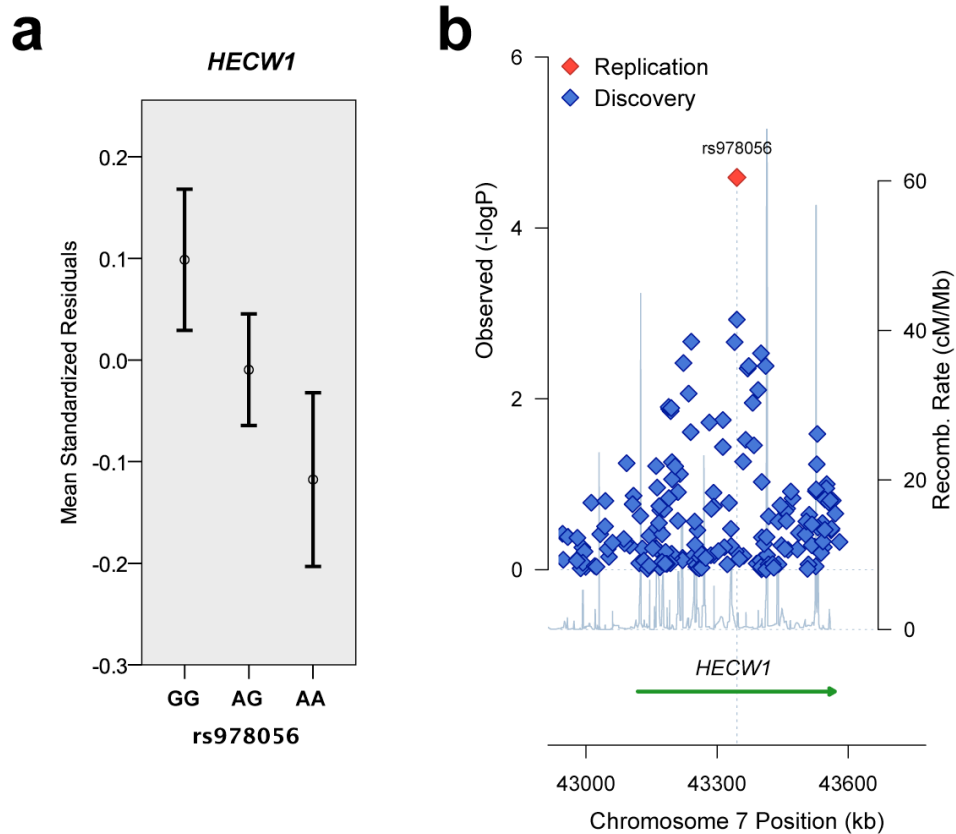 a
HECW1
Mean Standardized Residuals
0.2
0.1
0.0
-0.1
-0.2
-0.3
GG AG AA
rs978056
b
Replication
Discovery
rs978056
Observed (-logP)
6
4
2
0
Recomb. Rate (cM/Mb)
60
40
20
0
HECW1
43000 43300 43600
Chromosome 7 Position (kb)